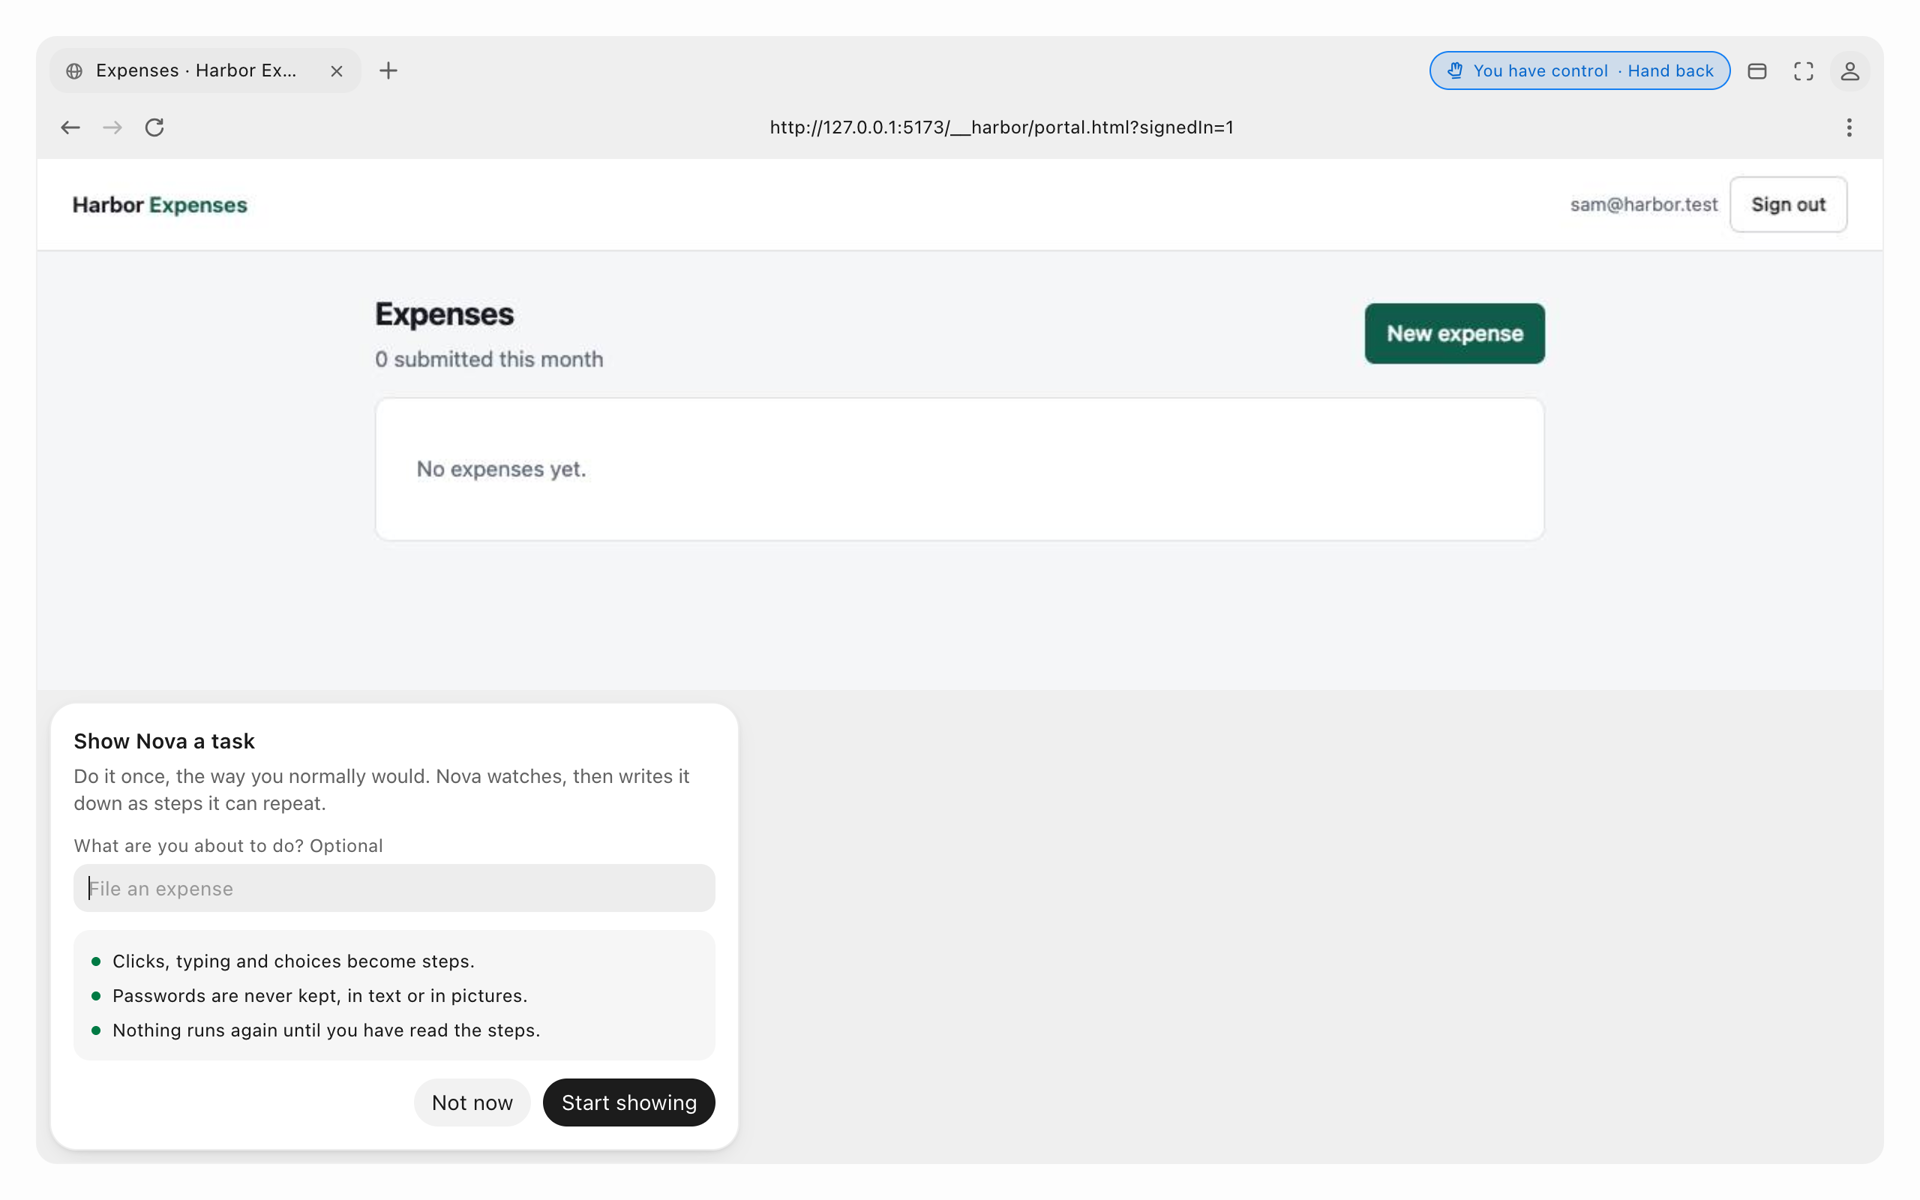 Expenses · Harbor Ex...
You have control · Hand back
http://127.0.0.1:5173/__harbor/portal.html?signedIn=1
Harbor Expenses
sam@harbor.test
Sign out
Expenses
New expense
0 submitted this month
No expenses yet.
Show Nova a task
Do it once, the way you normally would. Nova watches, then writes it
down as steps it can repeat.
What are you about to do? Optional
File an expense
Clicks, typing and choices become steps.
Passwords are never kept, in text or in pictures.
Nothing runs again until you have read the steps.
Not now
Start showing